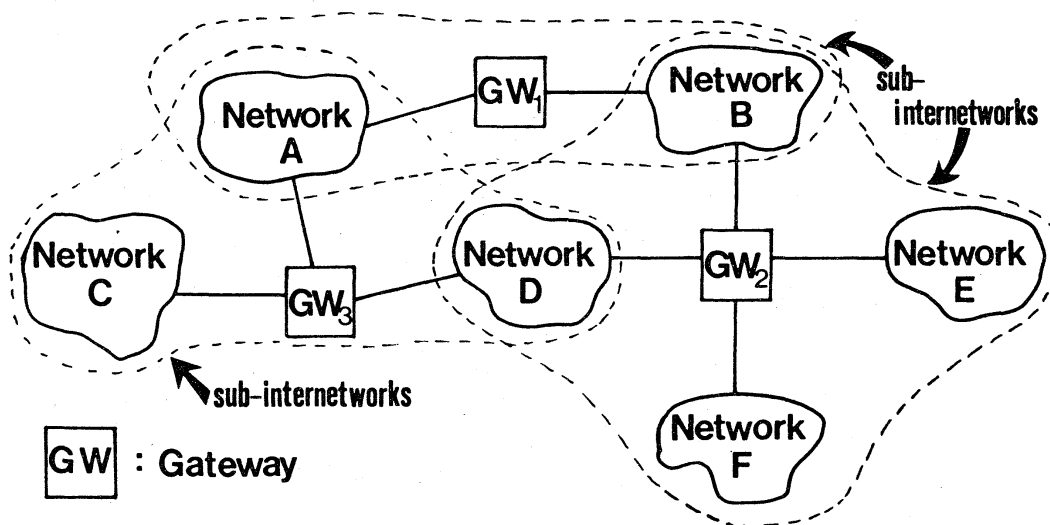 GW1
Network
B
sub-
internetworks
Network
A
Network
C
GW3
Network
D
GW2
Network
E
sub-internetworks
Network
F
GW : Gateway